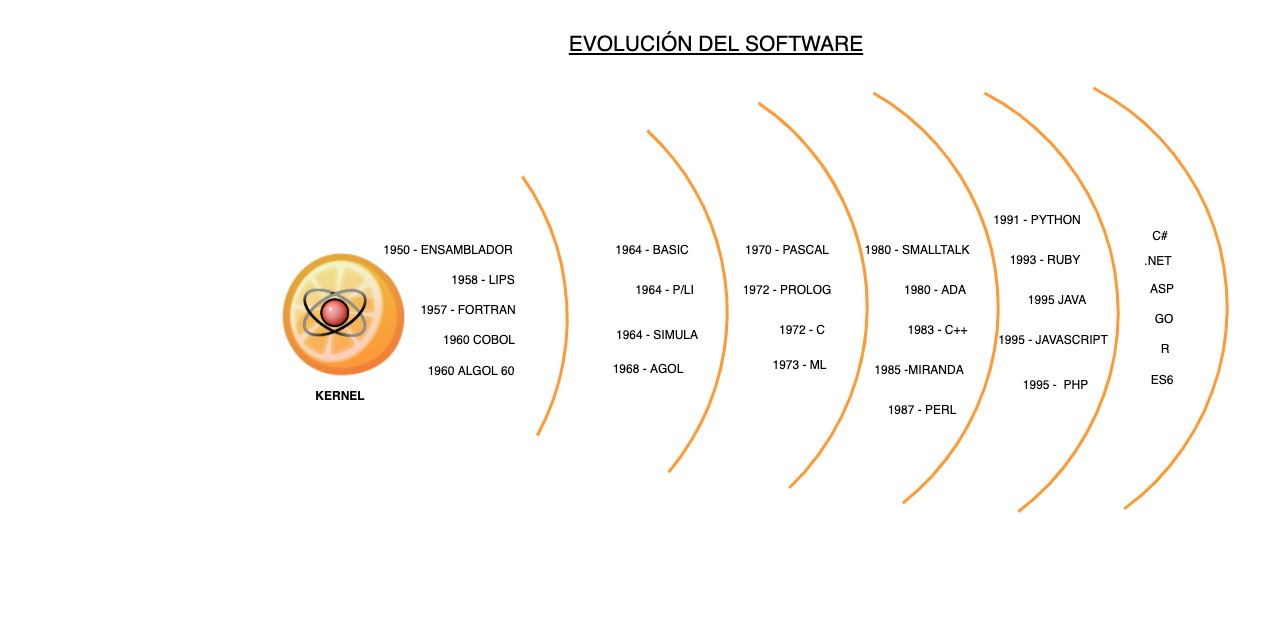 EVOLUCIÓN DEL SOFTWARE
1950 - ENSAMBLADOR
1958 - LIPS
1957 - FORTRAN
1960 COBOL
1960 ALGOL 60
KERNEL
1964 - BASIC
1964 - P/LI
1964 - SIMULA
1968 - AGOL
1970 - PASCAL
1972 - PROLOG
1972 - C
1973 - ML
1980 - SMALLTALK
1980 - ADA
1983 - C++
1985 -MIRANDA
1987 - PERL
1991 - PYTHON
1993 - RUBY
1995 JAVA
1995 - JAVASCRIPT
1995 -  PHP
C#
.NET
ASP
GO
R
ES6